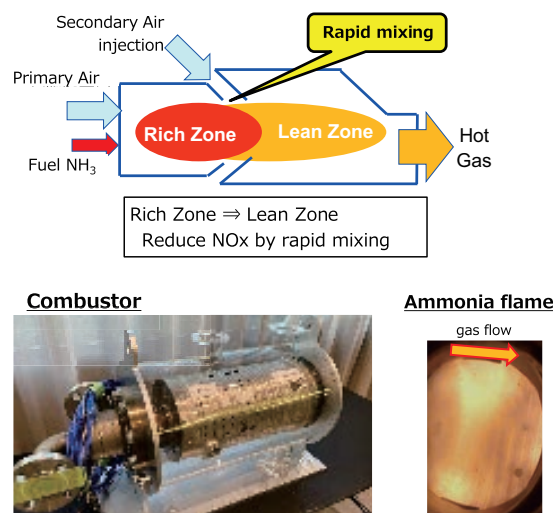 Secondary Air
injection
Rapid mixing
Primary Air
Rich Zone
Lean Zone
Hot
Gas
Fuel NH₃
Rich Zone ⇒ Lean Zone
Reduce NOx by rapid mixing
Combustor
Ammonia flame
gas flow